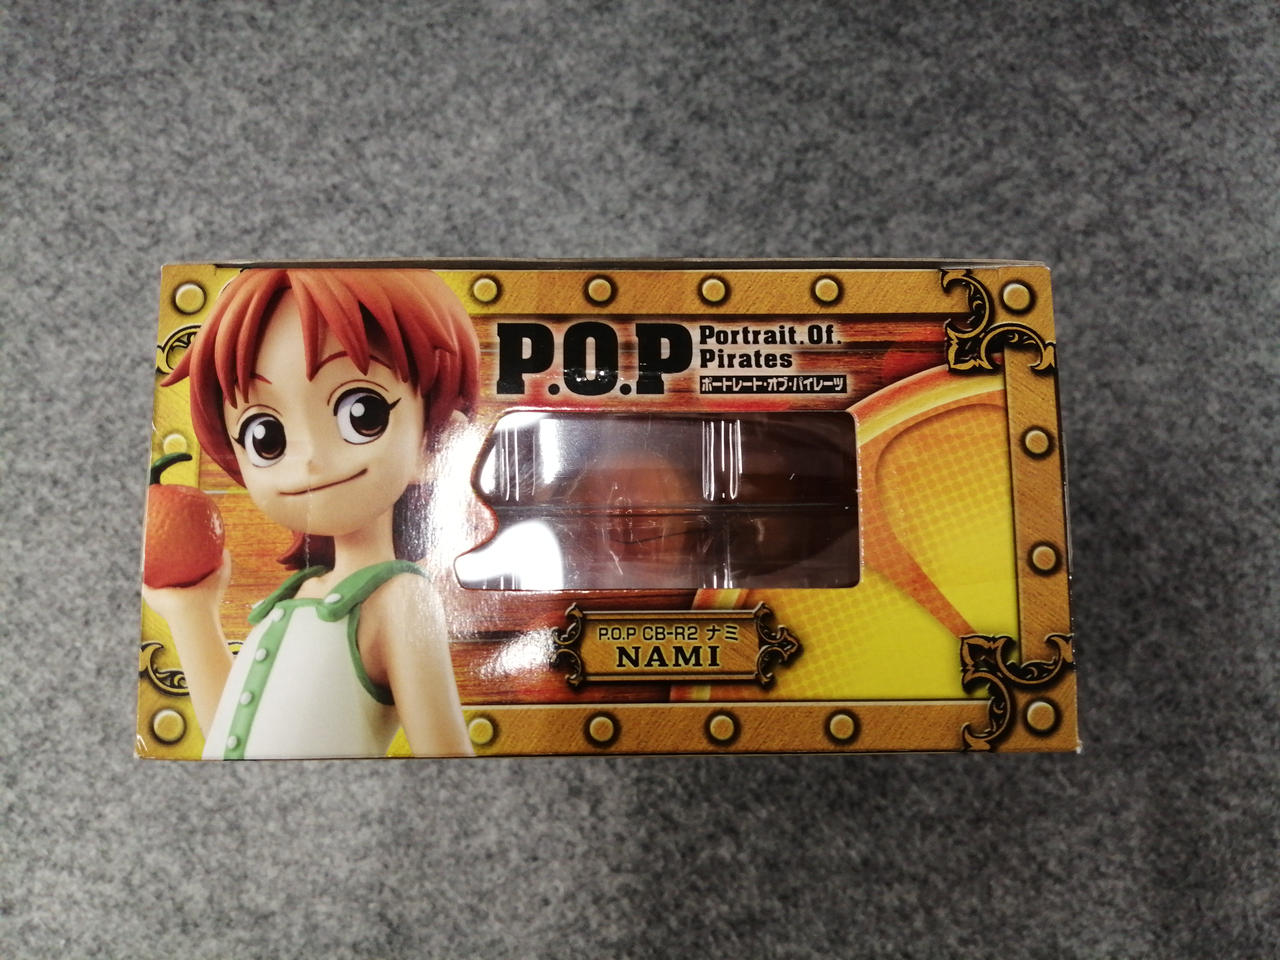 P.O.P
Portrait.Of.
Pirates
ポートレート・オブ・パイレーツ
P.O.P CB-R2 ナミ
NAMI